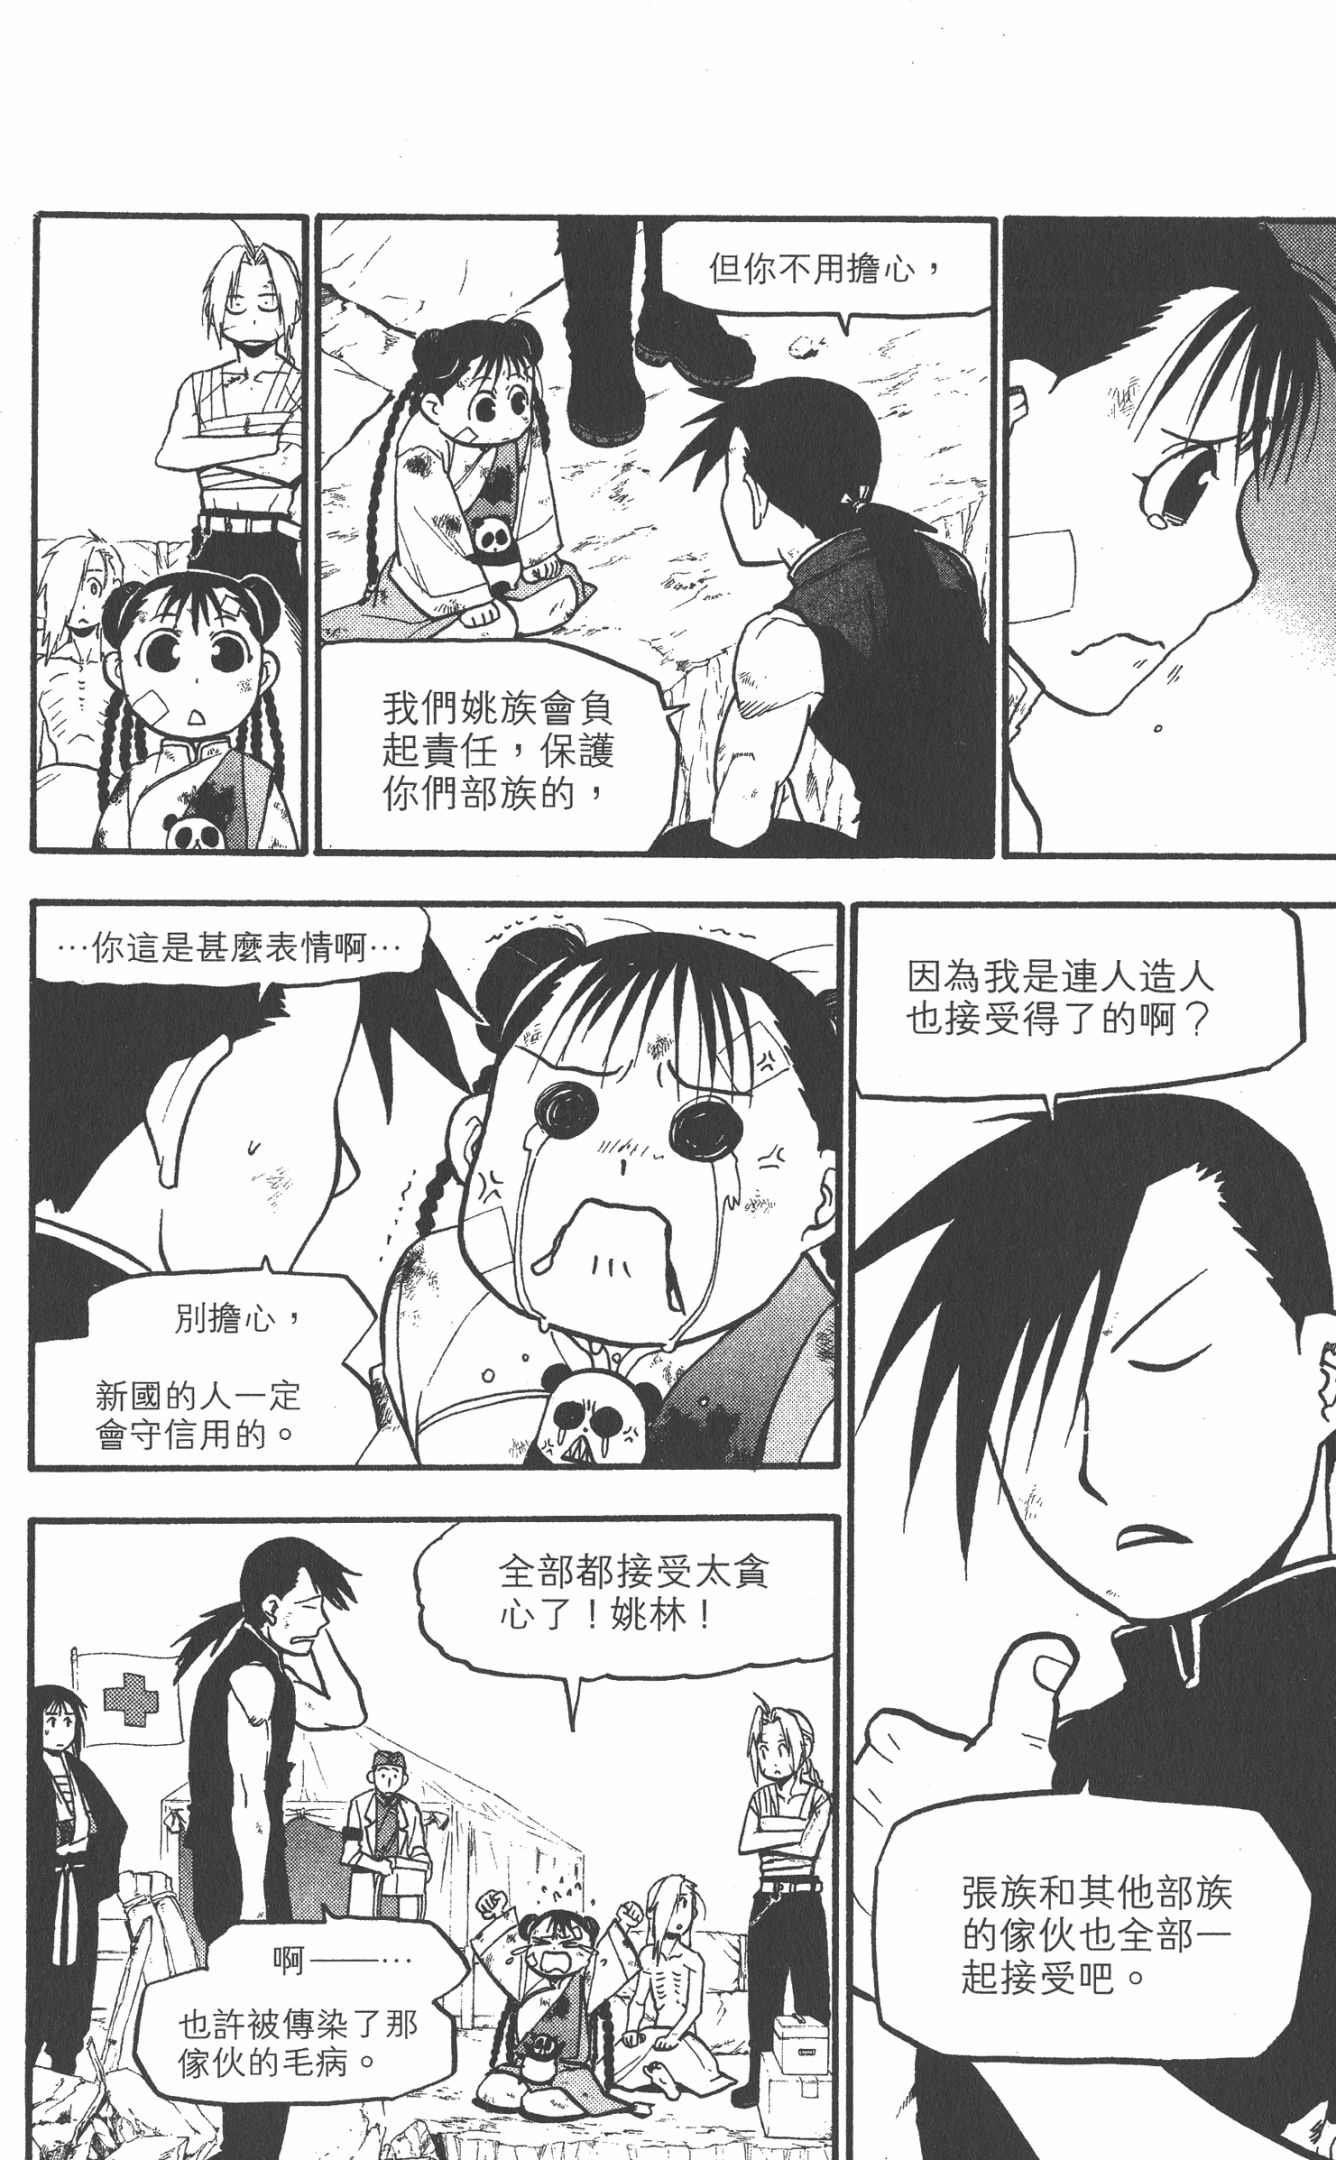 但你不用擔心，
我們姚族會負
起責任，保護
你們部族的，
因為我是連人造人
也接受得了的啊？
張族和其他部族
的傢伙也全部一
起接受吧。
…你這是甚麼表情啊…
別擔心，
新國的人一定
會守信用的。
全部都接受太貪
心了！姚林！
啊——…
也許被傳染了那
傢伙的毛病。